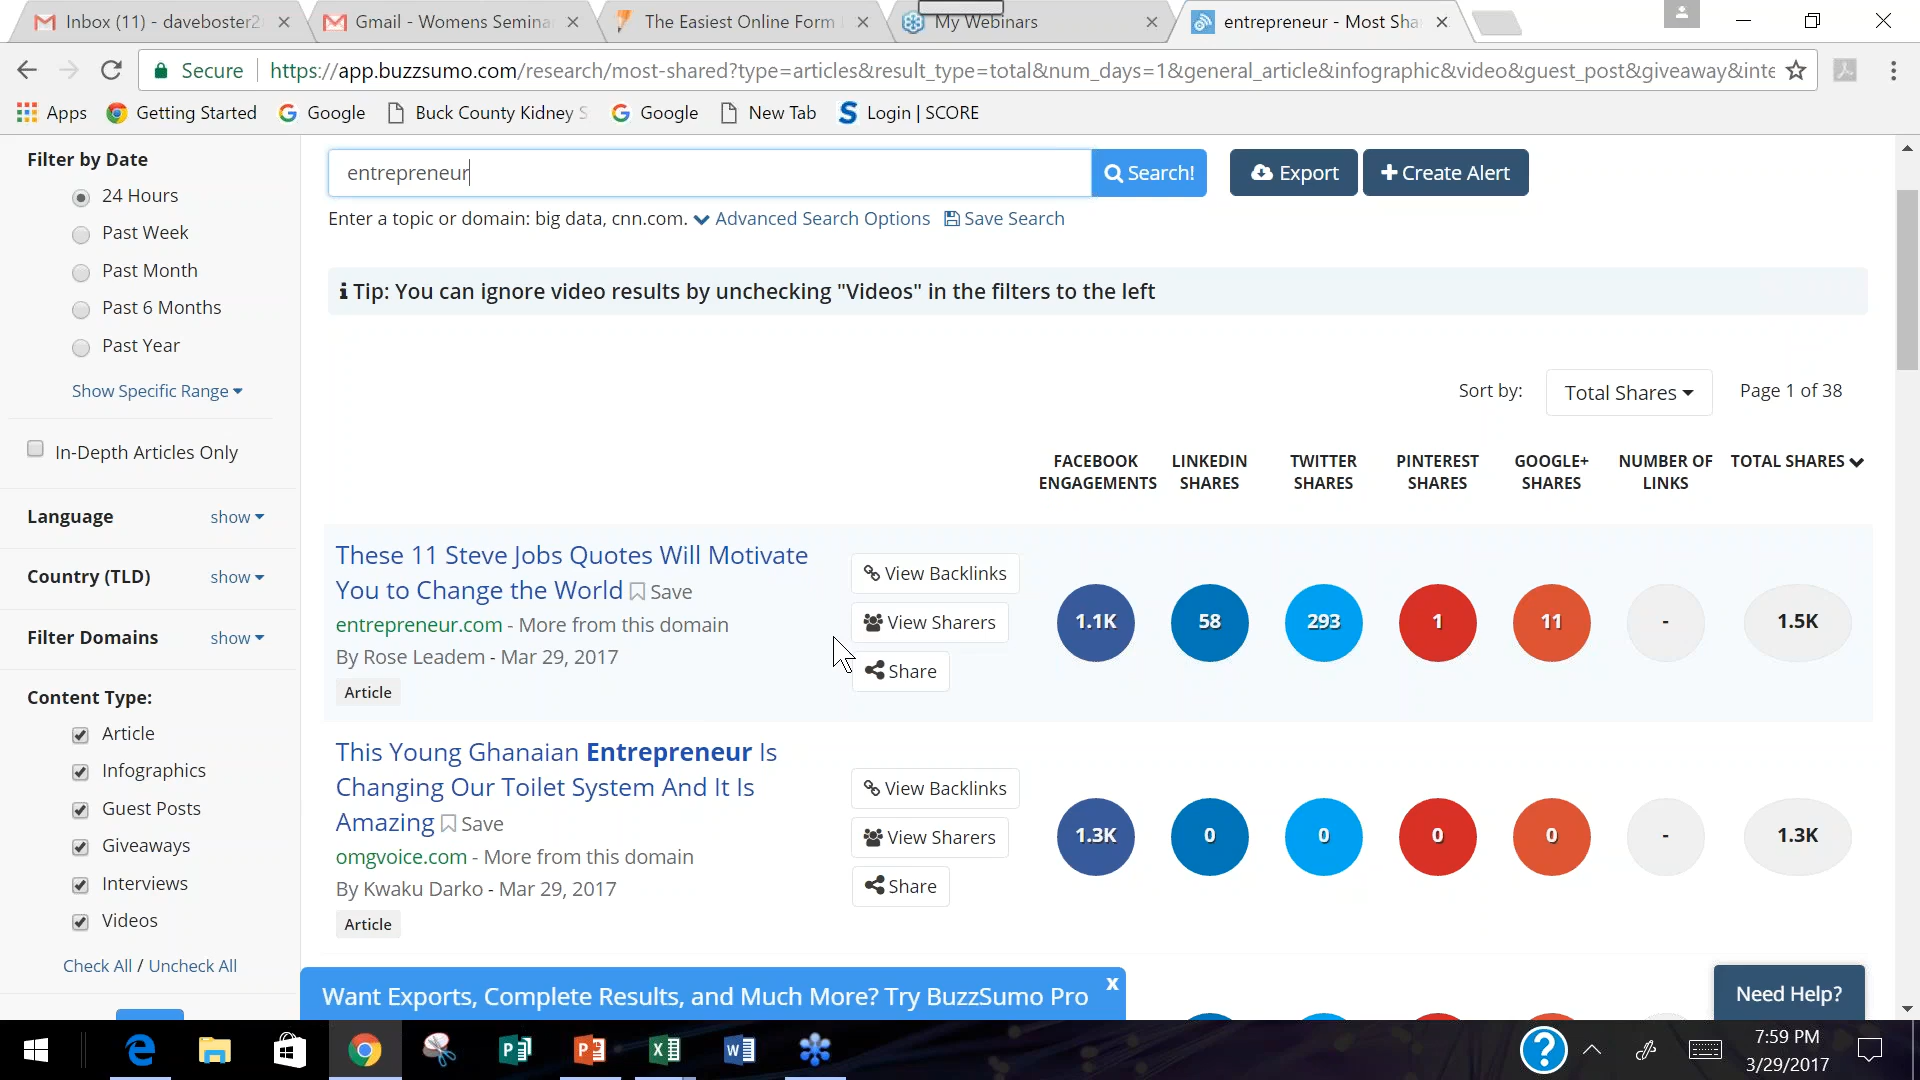 Inbox (11) - daveboster2
Gmail - Womens Semina
The Easiest Online Form
My Webinars
entrepreneur - Most Sha
Secure
https://app.buzzsumo.com/research/most-shared?type=articles&result_type=total&num_days=1&general_article&infographic&video&guest_post&giveaway&inte
Apps
Getting Started
Google
Buck County Kidney S
Google
New Tab
Login | SCORE
Filter by Date
24 Hours
Past Week
Past Month
Past 6 Months
Past Year
Show Specific Range
In-Depth Articles Only
Language show
Country (TLD) show
Filter Domains show
Content Type:
Article
Infographics
Guest Posts
Giveaways
Interviews
Videos
Check All / Uncheck All
entrepreneur
Search!
Export
Create Alert
Enter a topic or domain: big data, cnn.com. Advanced Search Options Save Search
Tip: You can ignore video results by unchecking "Videos" in the filters to the left
Sort by: Total Shares Page 1 of 38
FACEBOOK ENGAGEMENTS
LINKEDIN SHARES
TWITTER SHARES
PINTEREST SHARES
GOOGLE+ SHARES
NUMBER OF LINKS
TOTAL SHARES
These 11 Steve Jobs Quotes Will Motivate
You to Change the World Save
entrepreneur.com - More from this domain
By Rose Leadem - Mar 29, 2017
Article
View Backlinks
View Sharers
Share
1.1K 58 293 1 11 - 1.5K
This Young Ghanaian Entrepreneur Is
Changing Our Toilet System And It Is
Amazing Save
omgvoice.com - More from this domain
By Kwaku Darko - Mar 29, 2017
Article
View Backlinks
View Sharers
Share
1.3K 0 0 0 0 - 1.3K
Want Exports, Complete Results, and Much More? Try BuzzSumo Pro x
Need Help?
7:59 PM
3/29/2017